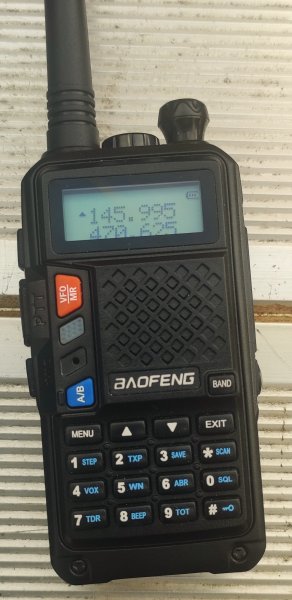 145.995
470.625
VFO
MR
PTT
A/B
BAOFENG
BAND
MENU ▲ ▼ EXIT
1 STEP 2 TXP 3 SAVE * SCAN
4 VOX 5 WN 6 ABR 0 SQL
7 TDR 8 BEEP 9 TOT #